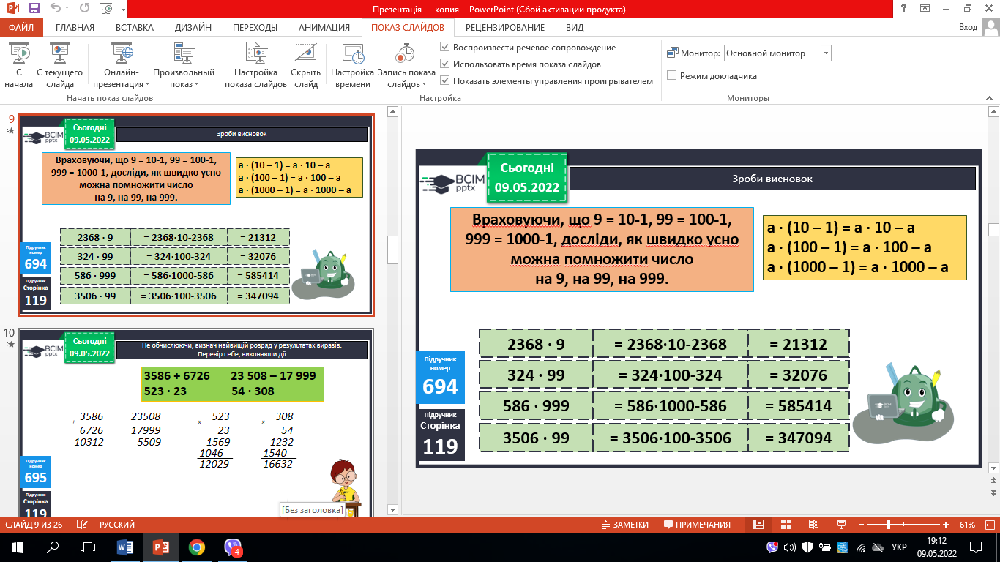 Презентація — копия - PowerPoint (Сбой активации продукта)
ФАЙЛ ГЛАВНАЯ ВСТАВКА ДИЗАЙН ПЕРЕХОДЫ АНИМАЦИЯ ПОКАЗ СЛАЙДОВ РЕЦЕНЗИРОВАНИЕ ВИД Вход
С начала
С текущего слайда
Онлайн-презентация
Произвольный показ
Начать показ слайдов
Настройка показа слайдов
Скрыть слайд
Настройка времени
Запись показа слайдов
Воспроизвести речевое сопровождение
Использовать время показа слайдов
Показать элементы управления проигрывателем
Настройка
Монитор: Основной монитор
Режим докладчика
Мониторы
9
Сьогодні
09.05.2022
BCIM
pptx
Зроби висновок
Враховуючи, що 9 = 10-1, 99 = 100-1,
999 = 1000-1, досліди, як швидко усно
можна помножити число
на 9, на 99, на 999.
a · (10 – 1) = a · 10 – a
a · (100 – 1) = a · 100 – a
a · (1000 – 1) = a · 1000 – a
2368 · 9 = 2368·10-2368 = 21312
324 · 99 = 324·100-324 = 32076
586 · 999 = 586·1000-586 = 585414
3506 · 99 = 3506·100-3506 = 347094
Підручник
номер
694
Підручник
Сторінка
119
10
Сьогодні
09.05.2022
BCIM
pptx
Не обчислюючи, визнач найвищій розряд у результатах виразів.
Перевір себе, виконавши дії
3586 + 6726 23 508 – 17 999
523 · 23 54 · 308
3586 23508 523 308
+ 6726 - 17999 x 23 x 54
10312 5509 1569 1232
1046 1540
12029 16632
Підручник
номер
695
Підручник
Сторінка
119
[Без заголовка]
Сьогодні
09.05.2022
BCIM
pptx
Зроби висновок
Враховуючи, що 9 = 10-1, 99 = 100-1,
999 = 1000-1, досліди, як швидко усно
можна помножити число
на 9, на 99, на 999.
a · (10 – 1) = a · 10 – a
a · (100 – 1) = a · 100 – a
a · (1000 – 1) = a · 1000 – a
2368 · 9 = 2368·10-2368 = 21312
324 · 99 = 324·100-324 = 32076
586 · 999 = 586·1000-586 = 585414
3506 · 99 = 3506·100-3506 = 347094
Підручник
номер
694
Підручник
Сторінка
119
СЛАЙД 9 ИЗ 26 РУССКИЙ ЗАМЕТКИ ПРИМЕЧАНИЯ 61%
4 УКР 19:12
09.05.2022